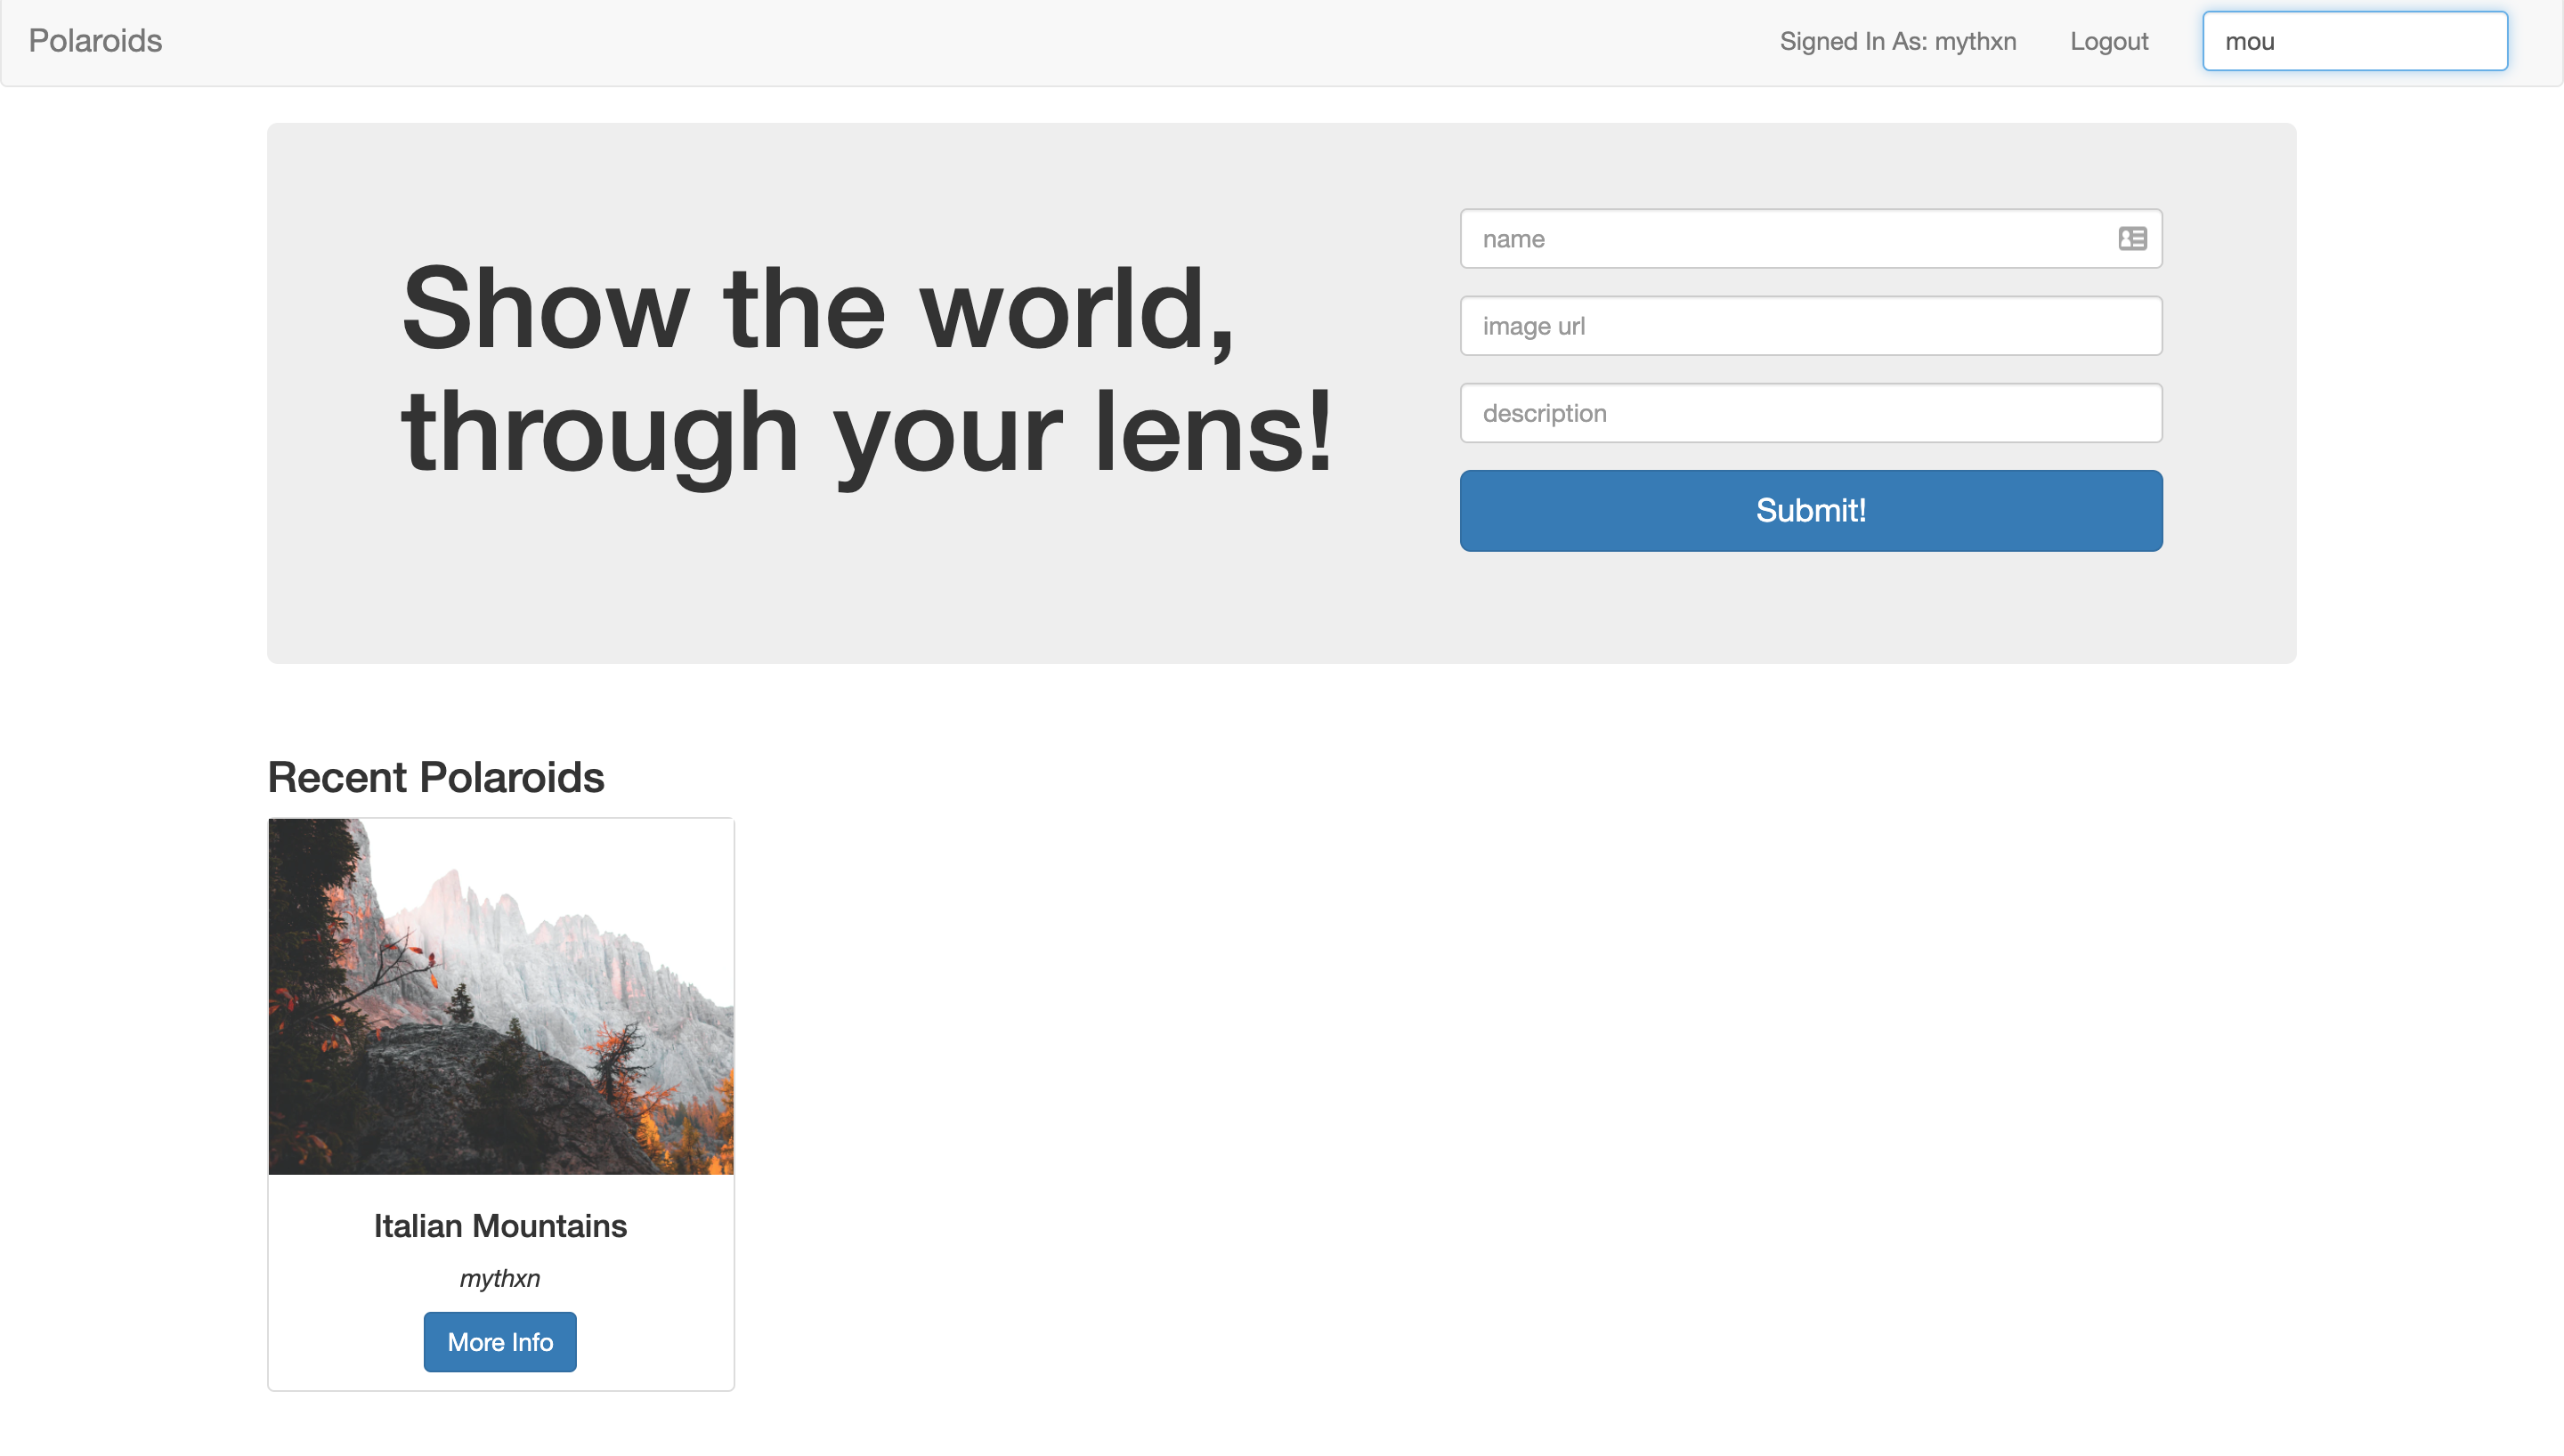 Polaroids
Signed In As: mythxn
Logout
mou
Show the world,
through your lens!
name
image url
description
Submit!
Recent Polaroids
Italian Mountains
mythxn
More Info